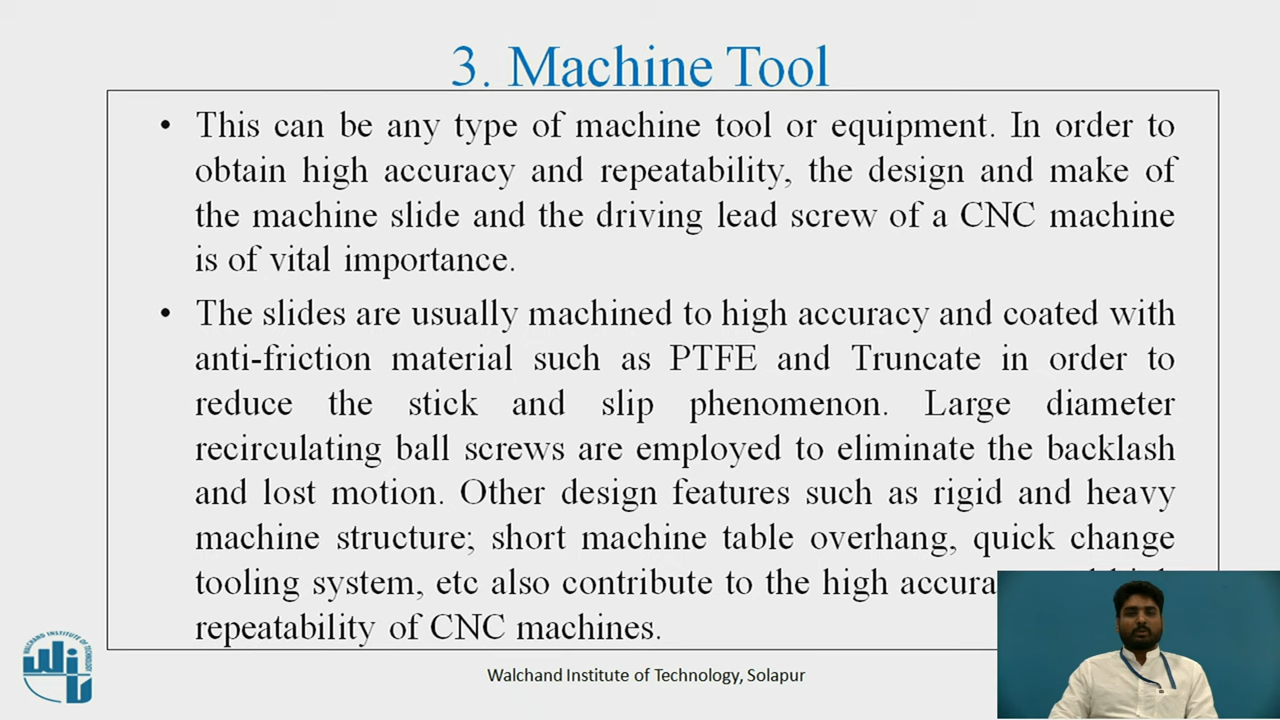 3. Machine Tool
• This can be any type of machine tool or equipment. In order to
obtain high accuracy and repeatability, the design and make of
the machine slide and the driving lead screw of a CNC machine
is of vital importance.
• The slides are usually machined to high accuracy and coated with
anti-friction material such as PTFE and Truncate in order to
reduce the stick and slip phenomenon. Large diameter
recirculating ball screws are employed to eliminate the backlash
and lost motion. Other design features such as rigid and heavy
machine structure; short machine table overhang, quick change
tooling system, etc also contribute to the high
repeatability of CNC machines.
WALCHAND INSTITUTE OF TECHNOLOGY
WIT
Walchand Institute of Technology, Solapur